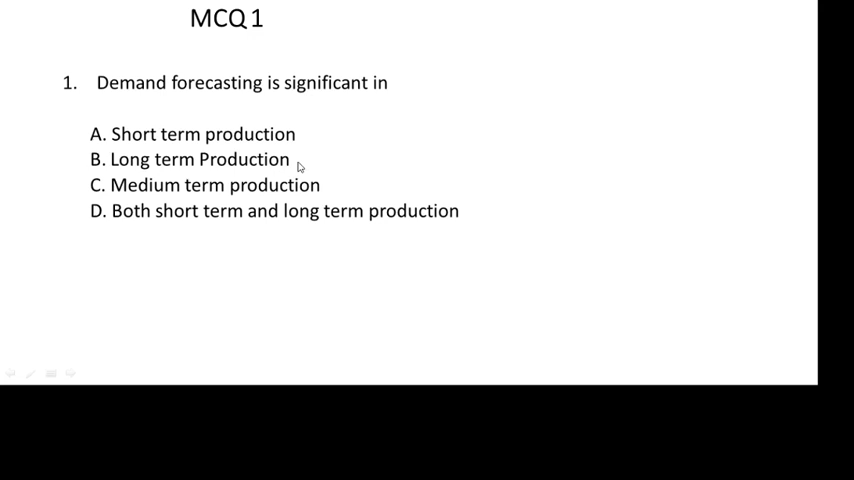 MCQ 1
1. Demand forecasting is significant in
A. Short term production
B. Long term Production
C. Medium term production
D. Both short term and long term production